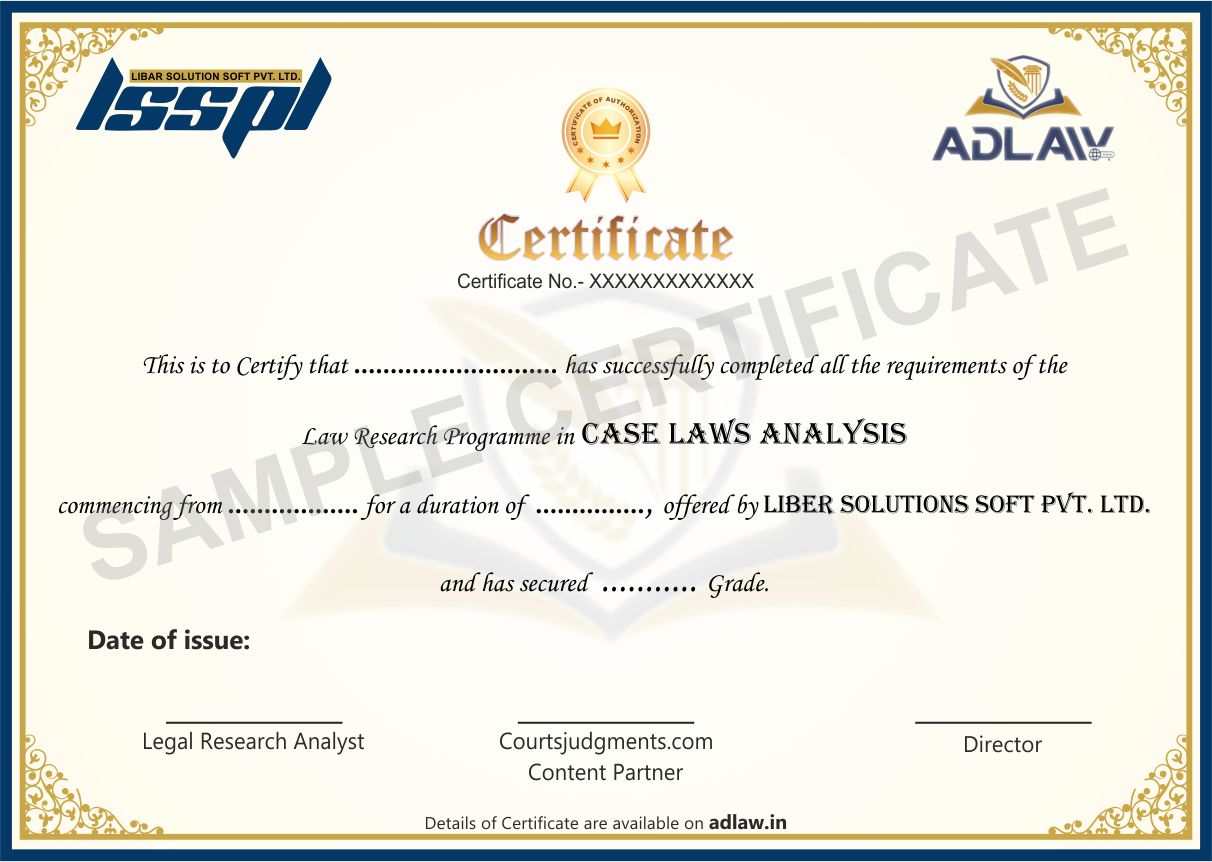 LIBAR SOLUTION SOFT PVT. LTD.
lsspl
CERTIFICATE OF AUTHORIZATION
ADLAW
Certificate
Certificate No.- XXXXXXXXXXXXX
SAMPLE CERTIFICATE
This is to Certify that ............................ has successfully completed all the requirements of the
Law Research Programme in CASE LAWS ANALYSIS
commencing from .................. for a duration of ..............., offered by LIBER SOLUTIONS SOFT PVT. LTD.
and has secured ........... Grade.
Date of issue:
Legal Research Analyst
Courtsjudgments.com
Content Partner
Director
Details of Certificate are available on adlaw.in